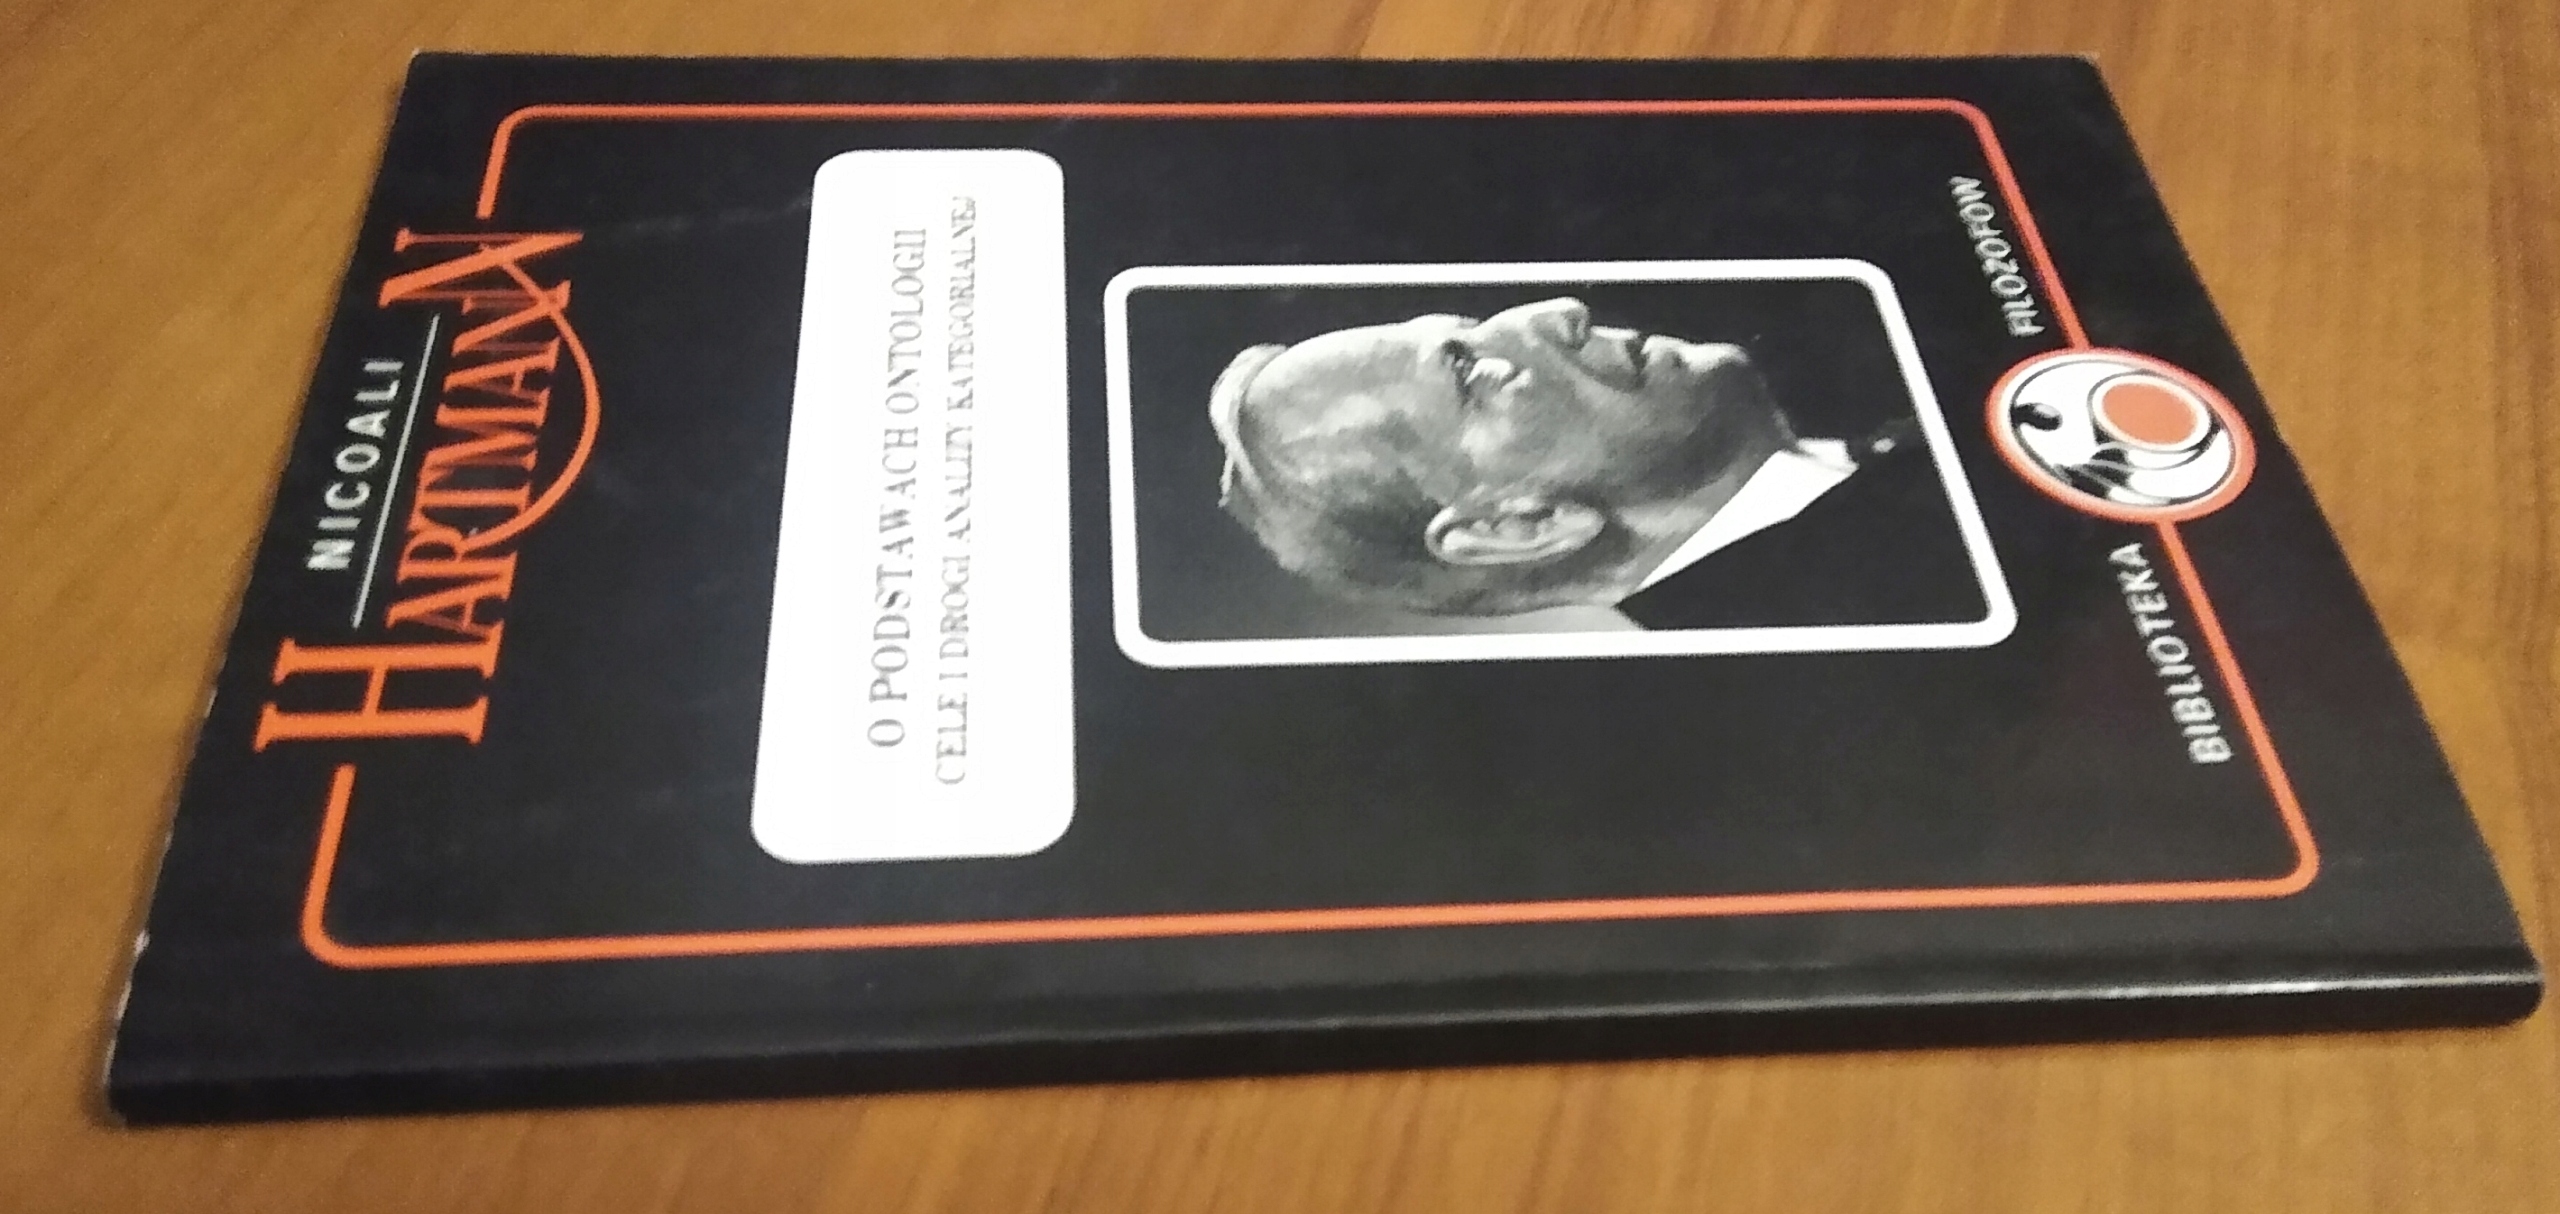 NICOALI
HARTMANN
O PODSTAWACH ONTOLOGII
CELE I DROGI ANALIZY KATEGORIALNEJ
BIBLIOTEKA FILOZOFÓW